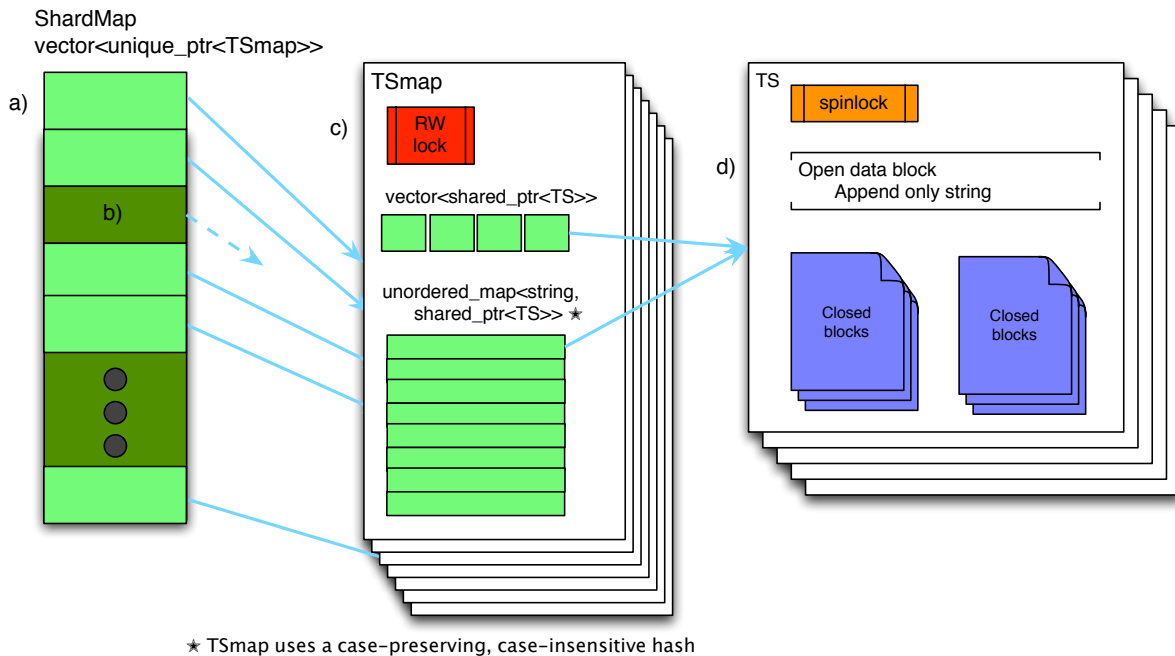 ShardMap
vector<unique_ptr<TSmap>>
a)
b)
c)
TSmap
RW
lock
vector<shared_ptr<TS>>
unordered_map<string,
shared_ptr<TS>> ★
d)
TS
spinlock
Open data block
Append only string
Closed
blocks
Closed
blocks
★ TSmap uses a case-preserving, case-insensitive hash